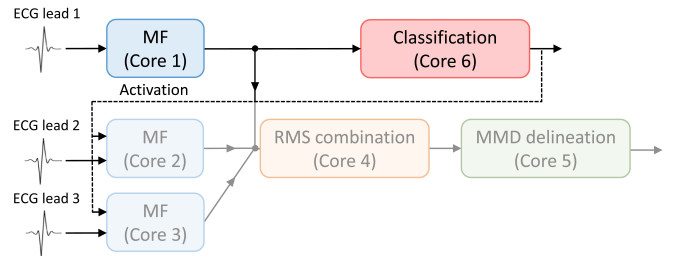 ECG lead 1
MF
(Core 1)
Classification
(Core 6)
Activation
ECG lead 2
MF
(Core 2)
RMS combination
(Core 4)
MMD delineation
(Core 5)
ECG lead 3
MF
(Core 3)